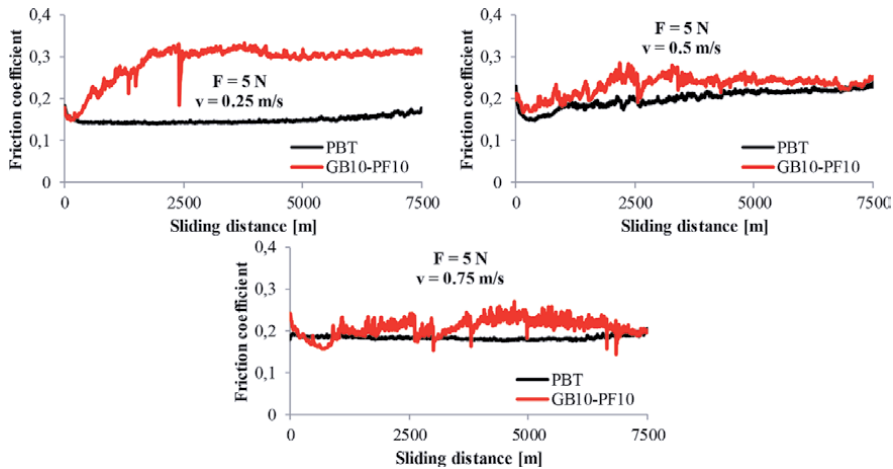 Friction coefficient
0,4
0,3
0,2
0,1
0
F = 5 N
v = 0.25 m/s
PBT
GB10-PF10
0
2500
5000
7500
Sliding distance [m]
Friction coefficient
0,4
0,3
0,2
0,1
0
F = 5 N
v = 0.5 m/s
PBT
GB10-PF10
0
2500
5000
7500
Sliding distance [m]
Friction coefficient
0,4
0,3
0,2
0,1
0
F = 5 N
v = 0.75 m/s
PBT
GB10-PF10
0
2500
5000
7500
Sliding distance [m]